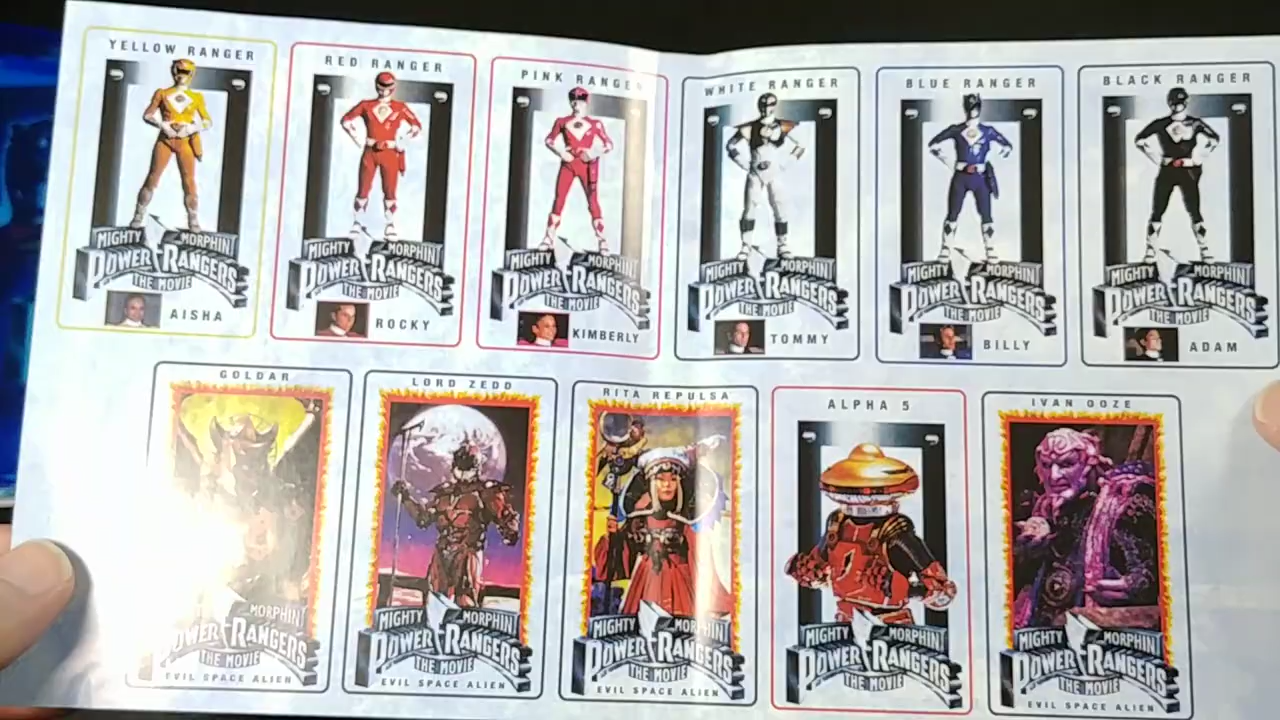 YELLOW RANGER
MIGHTY MORPHIN
POWER RANGERS
THE MOVIE
AISHA
RED RANGER
MIGHTY MORPHIN
POWER RANGERS
THE MOVIE
ROCKY
PINK RANGER
MIGHTY MORPHIN
POWER RANGERS
THE MOVIE
KIMBERLY
WHITE RANGER
MIGHTY MORPHIN
POWER RANGERS
THE MOVIE
TOMMY
BLUE RANGER
MIGHTY MORPHIN
POWER RANGERS
THE MOVIE
BILLY
BLACK RANGER
MIGHTY MORPHIN
POWER RANGERS
THE MOVIE
ADAM
GOLDAR
MORPHIN
POWER RANGERS
THE MOVIE
EVIL SPACE ALIEN
LORD ZEDD
MIGHTY MORPHIN
POWER RANGERS
THE MOVIE
EVIL SPACE ALIEN
RITA REPULSA
MIGHTY MORPHIN
POWER RANGERS
THE MOVIE
EVIL SPACE ALIEN
ALPHA 5
MIGHTY MORPHIN
POWER RANGERS
THE MOVIE
IVAN OOZE
MIGHTY MORPHIN
POWER RANGERS
THE MOVIE
EVIL SPACE ALIEN